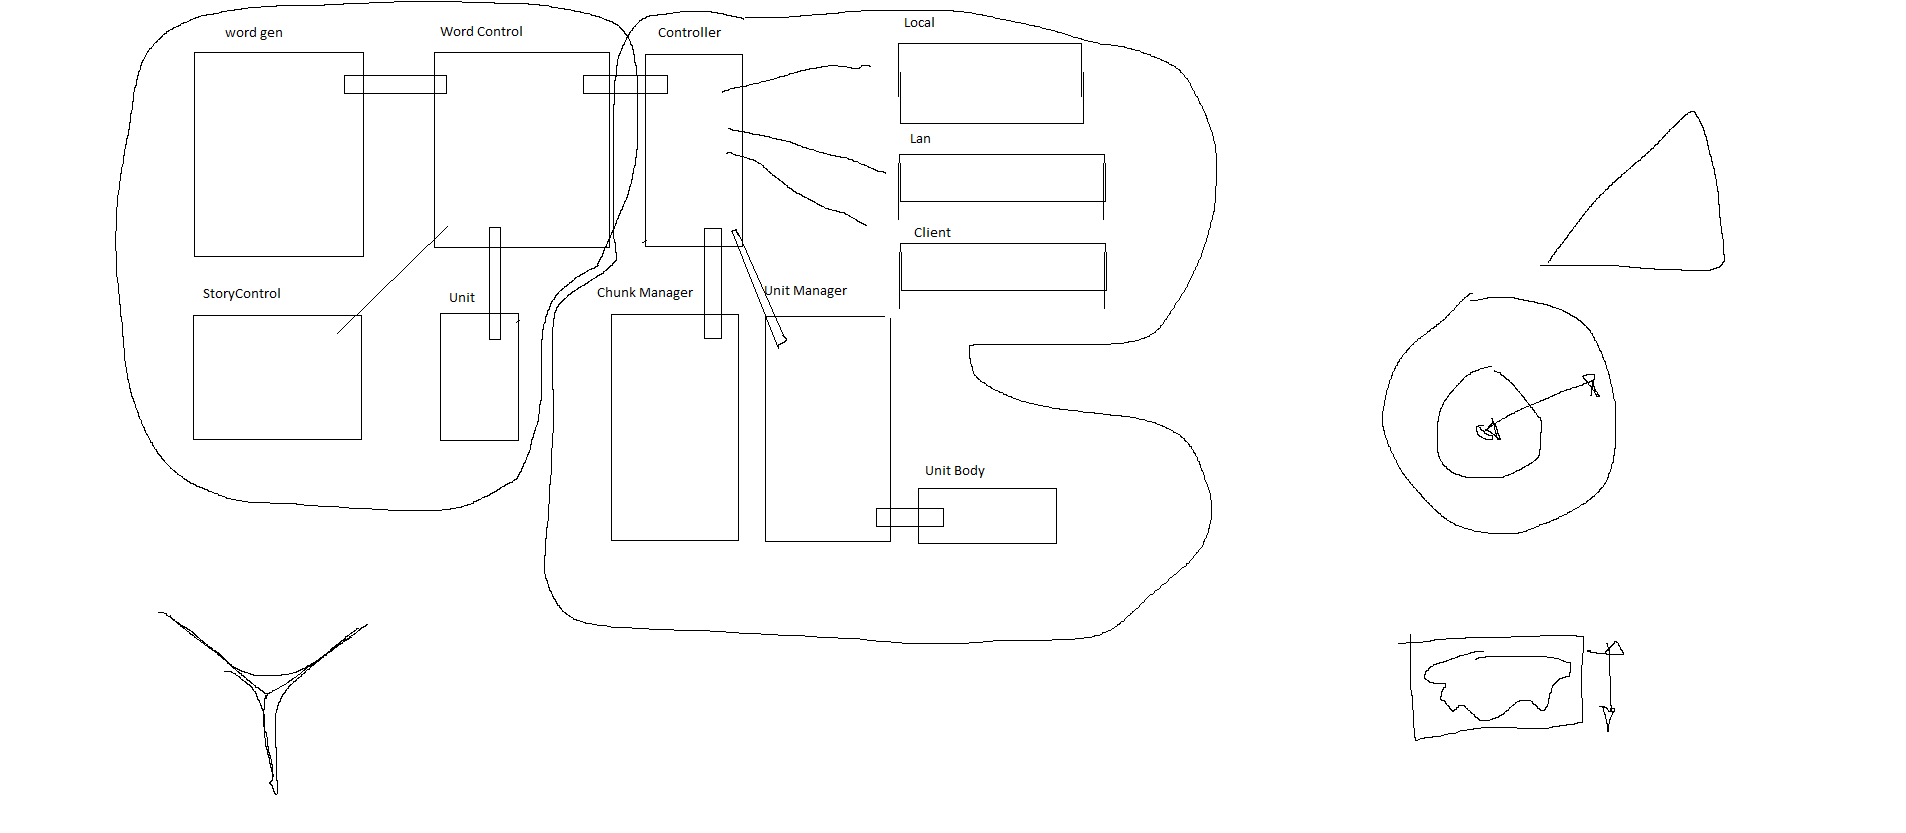 word gen
Word Control
Controller
Local
Lan
Client
StoryControl
Unit
Chunk Manager
Unit Manager
Unit Body